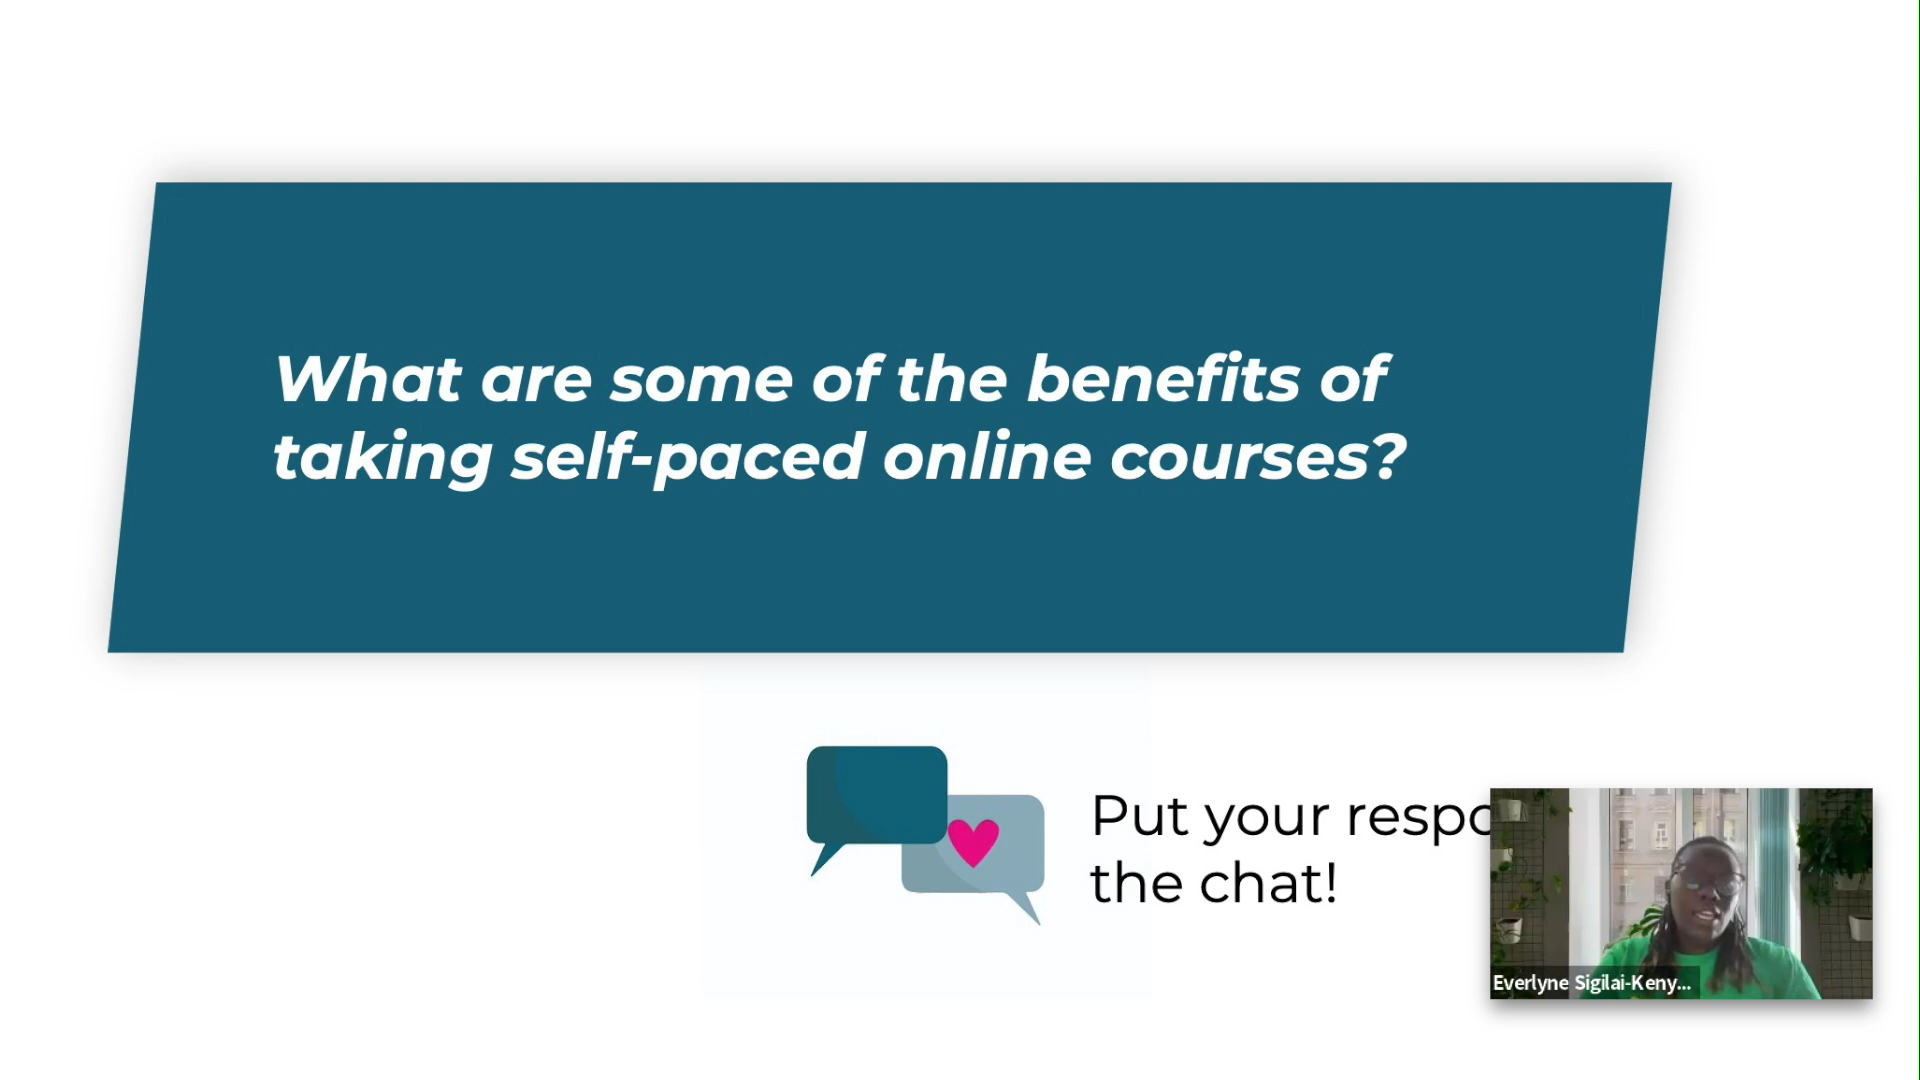 What are some of the benefits of
taking self-paced online courses?
Put your respo
the chat!
Everlyne Sigilai-Keny...